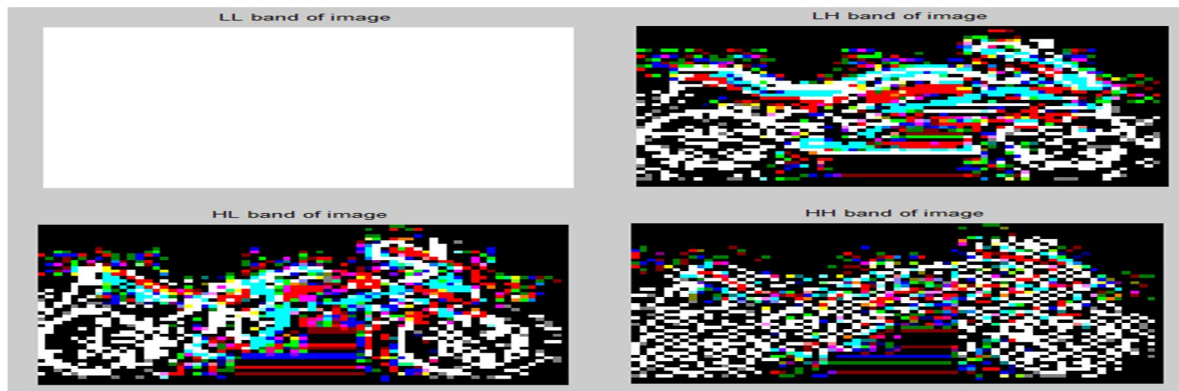 LL band of image
LH band of image
HL band of image
HH band of image